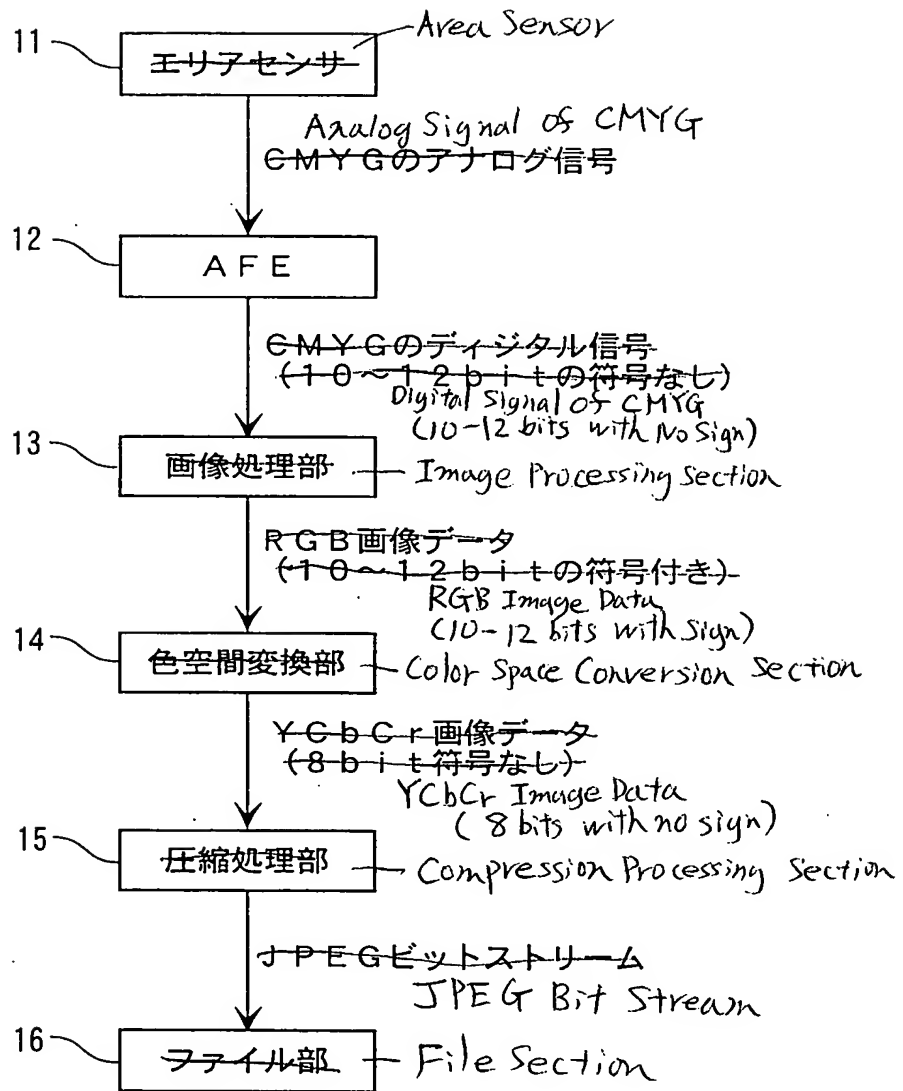 Area Sensor
11
エリアセンサ
Analog Signal of CMYG
CMYGのアナログ信号
12
AFE
CMYGのディジタル信号
(10~12bitの符号なし)
Digital Signal of CMYG
(10-12 bits with No Sign)
13
画像処理部
Image Processing Section
RGB画像データ
(10~12bitの符号付き)
RGB Image Data
(10-12 bits with Sign)
14
色空間変換部
Color Space Conversion Section
YCbCr画像データ
(8bit符号なし)
YCbCr Image Data
(8 bits with no sign)
15
圧縮処理部
Compression Processing Section
JPEGビットストリーム
JPEG Bit Stream
16
ファイル部
File Section